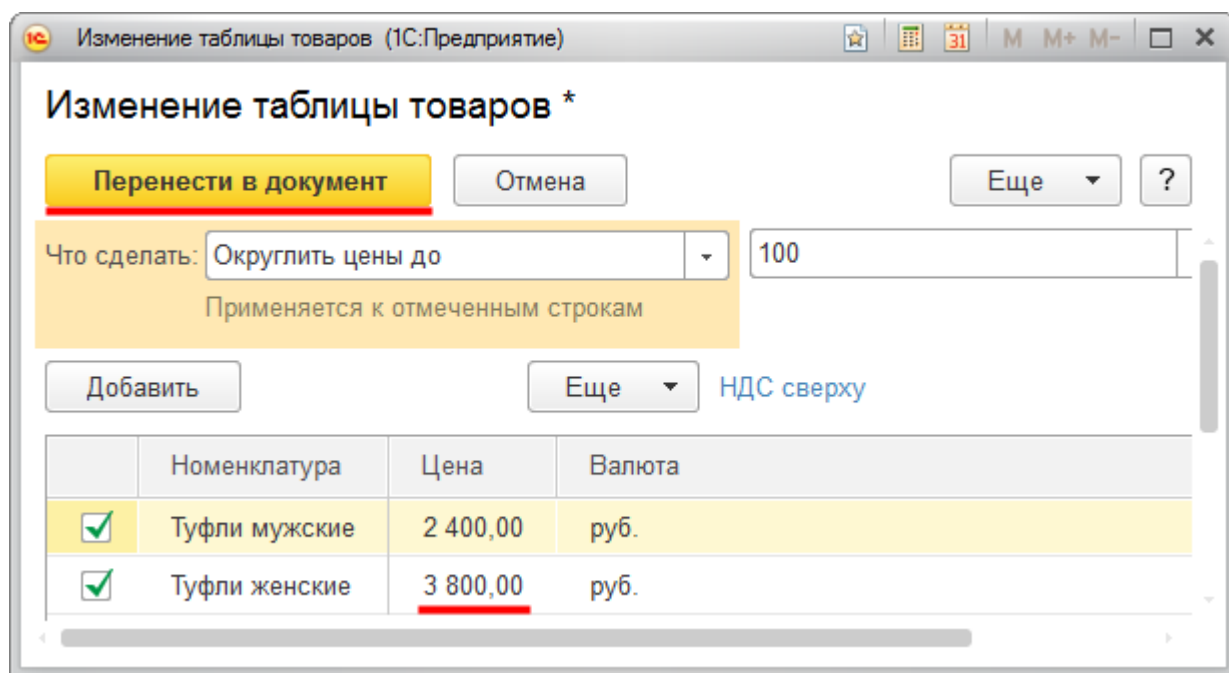 1С Изменение таблицы товаров (1С:Предприятие) 31 M M+ M-
Изменение таблицы товаров *
Перенести в документ Отмена Еще ?
Что сделать: Округлить цены до 100
Применяется к отмеченным строкам
Добавить Еще НДС сверху
Номенклатура Цена Валюта
Туфли мужские 2 400,00 руб.
Туфли женские 3 800,00 руб.